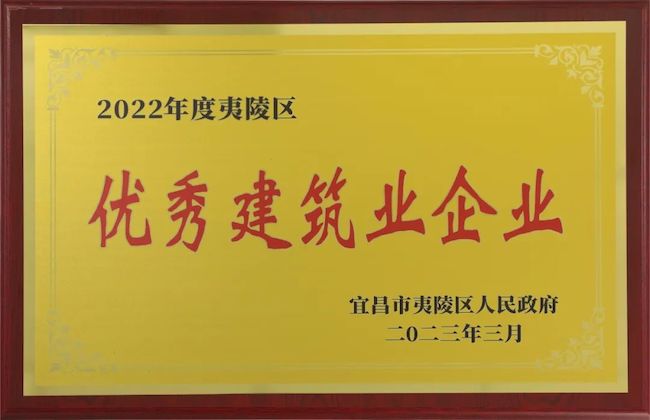 2022年度夷陵区
优秀建筑业企业
宜昌市夷陵区人民政府
二0二三年三月